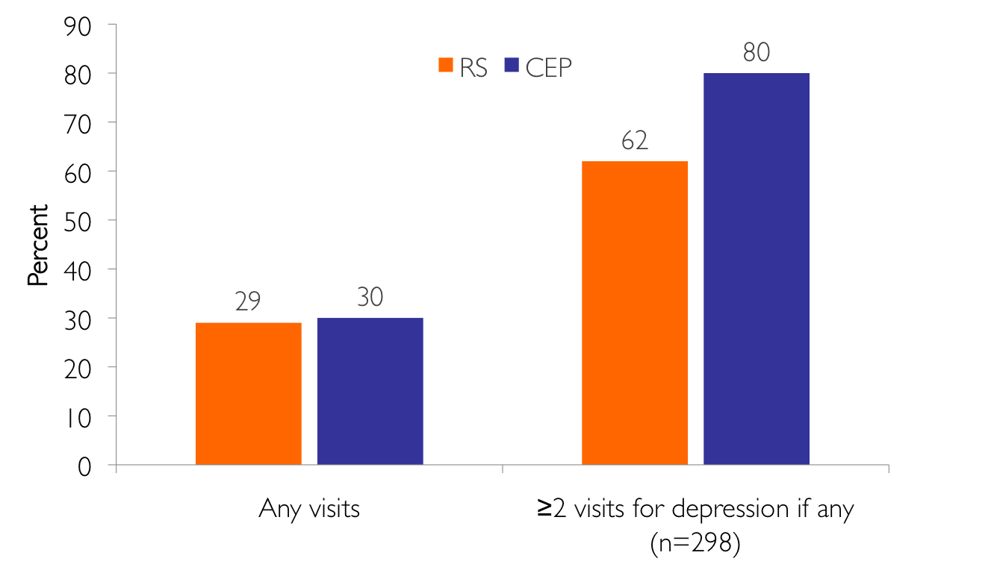 90
80
70
60
50
40
30
20
10
0
Percent
RS CEP
29
30
62
80
Any visits
≥2 visits for depression if any
(n=298)